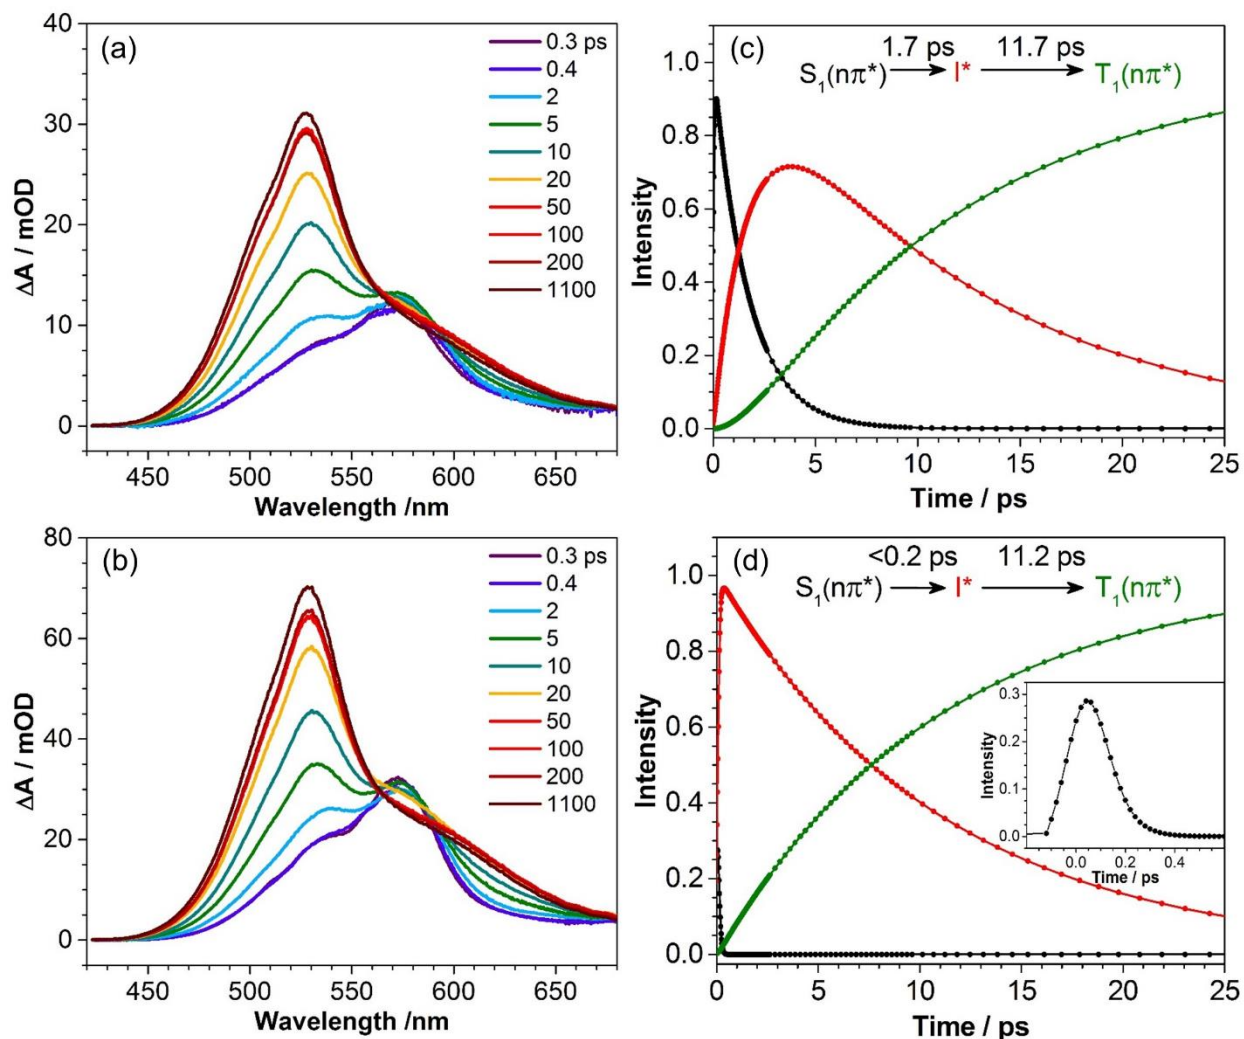 (a)
40
30
20
10
0
ΔA / mOD
450 500 550 600 650
Wavelength /nm
0.3 ps
0.4
2
5
10
20
50
100
200
1100
(c)
1.7 ps 11.7 ps
S₁(nπ*) I* T₁(nπ*)
1.0
0.8
0.6
0.4
0.2
0.0
Intensity
0 5 10 15 20 25
Time / ps
(b)
80
60
40
20
0
ΔA / mOD
450 500 550 600 650
Wavelength /nm
0.3 ps
0.4
2
5
10
20
50
100
200
1100
(d)
<0.2 ps 11.2 ps
S₁(nπ*) I* T₁(nπ*)
1.0
0.8
0.6
0.4
0.2
0.0
Intensity
0 5 10 15 20 25
Time / ps
0.3
0.2
0.1
0.0
Intensity
0.0 0.2 0.4
Time / ps